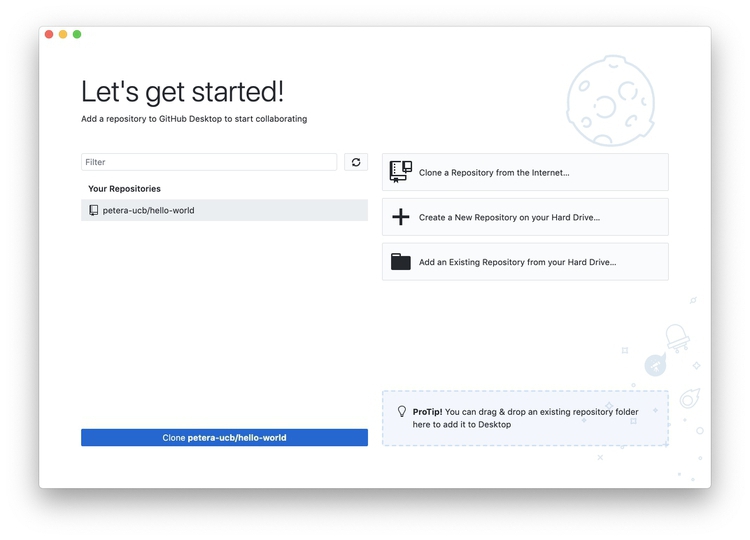 Let's get started!
Add a repository to GitHub Desktop to start collaborating
Filter
Your Repositories
petera-ucb/hello-world
Clone petera-ucb/hello-world
Clone a Repository from the Internet...
Create a New Repository on your Hard Drive...
Add an Existing Repository from your Hard Drive...
ProTip! You can drag & drop an existing repository folder
here to add it to Desktop